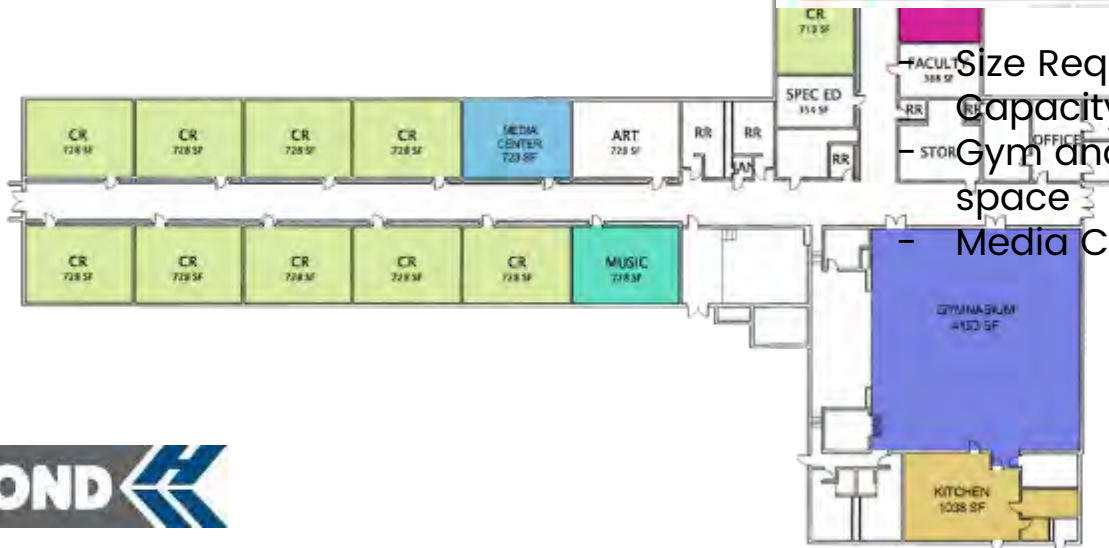 CR
713 SF
FACULTY
388 SF
SPEC ED
354 SF
RR
RR
OFFICE
STOR
CR
728 SF
CR
728 SF
CR
728 SF
CR
728 SF
MEDIA
CENTER
723 SF
ART
728 SF
RR
RR
JAN
RR
CR
728 SF
CR
728 SF
CR
728 SF
CR
728 SF
CR
728 SF
MUSIC
728 SF
GYMNASIUM
4153 SF
KITCHEN
1038 SF
- Size Req
Capacity
- Gym and
space
- Media C
OND